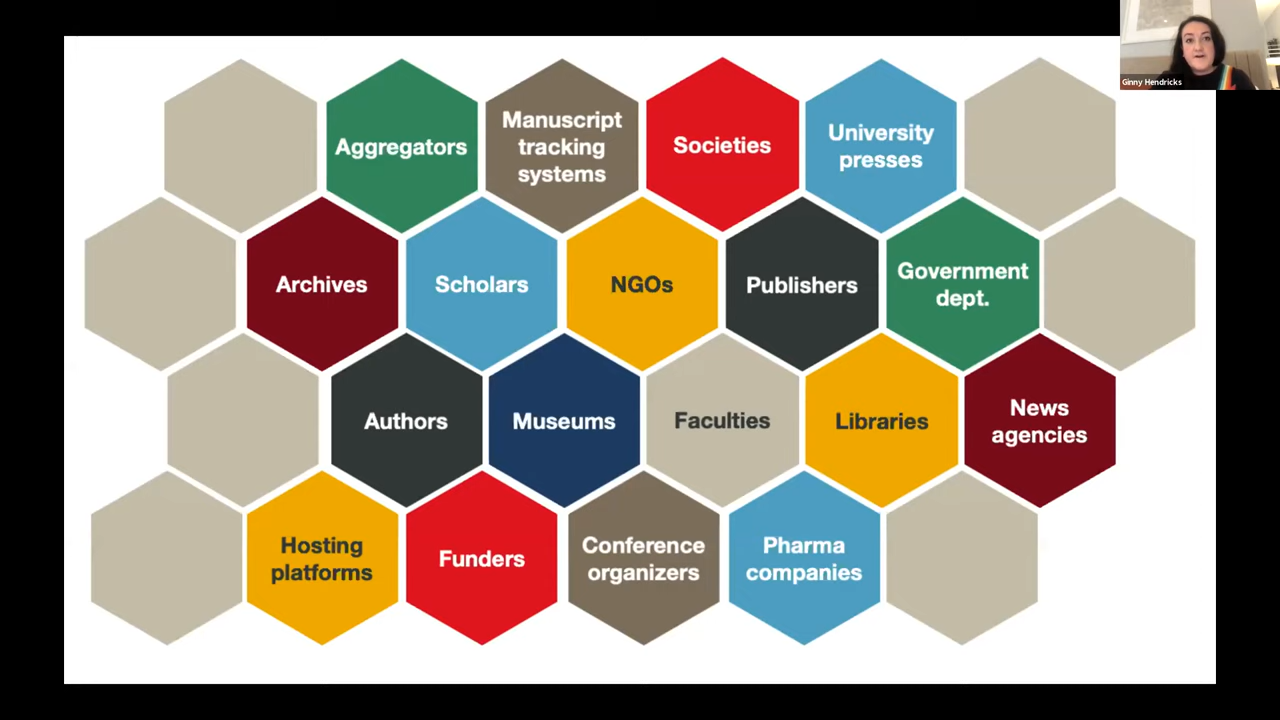 Ginny Hendricks
Aggregators
Manuscript
tracking
systems
Societies
University
presses
Archives
Scholars
NGOs
Publishers
Government
dept.
Authors
Museums
Faculties
Libraries
News
agencies
Hosting
platforms
Funders
Conference
organizers
Pharma
companies